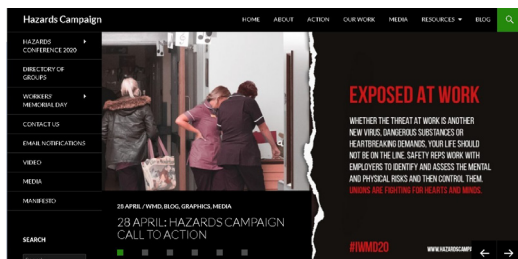 Hazards Campaign
HOME ABOUT ACTION OUR WORK MEDIA RESOURCES BLOG
HAZARDS
CONFERENCE 2020
DIRECTORY OF
GROUPS
WORKERS'
MEMORIAL DAY
CONTACT US
EMAIL NOTIFICATIONS
VIDEO
MEDIA
MANIFESTO
SEARCH
28 APRIL / WMD, BLOG, GRAPHICS, MEDIA
28 APRIL: HAZARDS CAMPAIGN
CALL TO ACTION
EXPOSED AT WORK
WHETHER THE THREAT AT WORK IS ANOTHER
NEW VIRUS, DANGEROUS SUBSTANCES OR
HEARTBREAKING DEMANDS, YOUR LIFE SHOULD
NOT BE ON THE LINE. SAFETY REPS WORK WITH
EMPLOYERS TO IDENTIFY AND ASSESS THE MENTAL
AND PHYSICAL RISKS AND THEN CONTROL THEM.
UNIONS ARE FIGHTING FOR HEARTS AND MINDS.
#IWMD20 WWW.HAZARDSCAMP